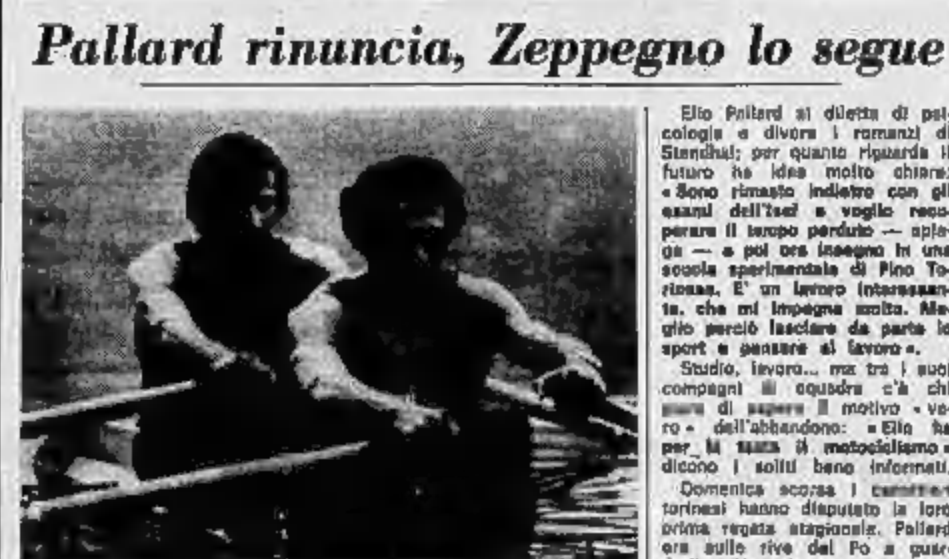 Pallard rinuncia, Zeppegno lo segue
Elio Pallard si diletta di psi-
cologia e divora i romanzi di
Stendhal; per quanto riguarda il
futuro ha idee molto chiare:
« Sono rimasto indietro con gli
esami dell'Isef e voglio recu-
perare il tempo perduto — spie-
ga — e poi ora insegno in una
scuola sperimentale di Pino To-
rinese. E' un lavoro interessan-
te, che mi impegna molto. Me-
glio perciò lasciare da parte lo
sport e pensare al lavoro ».
Studio, lavoro... ma tra i suoi
compagni di squadra c'è chi
di sapere il motivo « ve-
ro » dell'abbandono: « Elio ha
per la testa il motociclismo »
dicono i soliti bene informati.
Domenica scorsa i
torinesi hanno disputato la loro
prima regata stagionale. Pallard
era sulle rive del Po a guar-